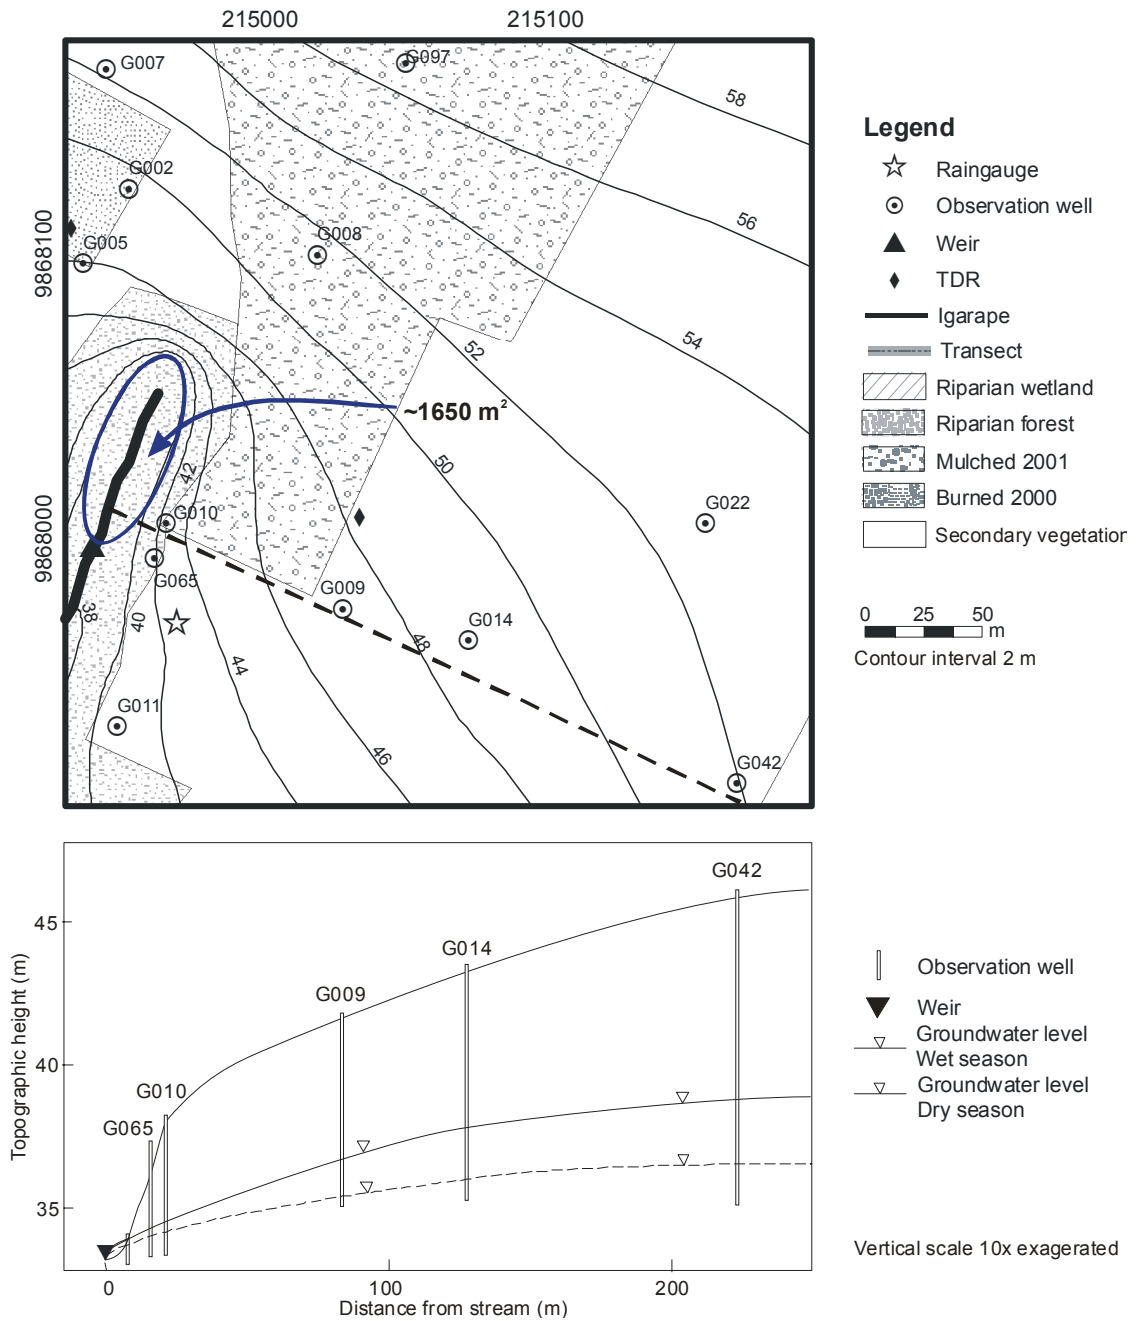 215000
215100
G007
G097
58
G002
56
9868100
G005
G008
54
52
~1650 m²
50
42
G010
G022
9868000
G065
G009
G014
38
40
48
44
G011
46
G042
Legend
Raingauge
Observation well
Weir
TDR
Igarape
Transect
Riparian wetland
Riparian forest
Mulched 2001
Burned 2000
Secondary vegetation
0 25 50
m
Contour interval 2 m
Topographic height (m)
45
40
35
G042
G014
G009
G010
G065
0
100
200
Distance from stream (m)
Observation well
Weir
Groundwater level
Wet season
Groundwater level
Dry season
Vertical scale 10x exagerated